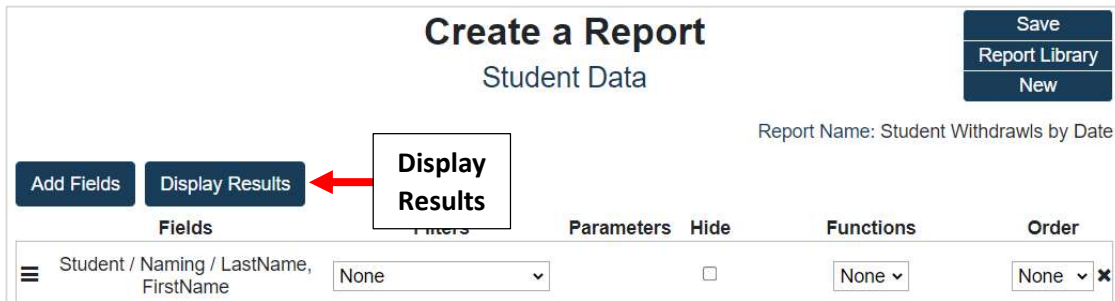 Create a Report
Student Data
Save
Report Library
New
Report Name: Student Withdrawls by Date
Add Fields
Display Results
Display
Results
Fields
Filters
Parameters
Hide
Functions
Order
Student / Naming / LastName,
FirstName
None
None
None